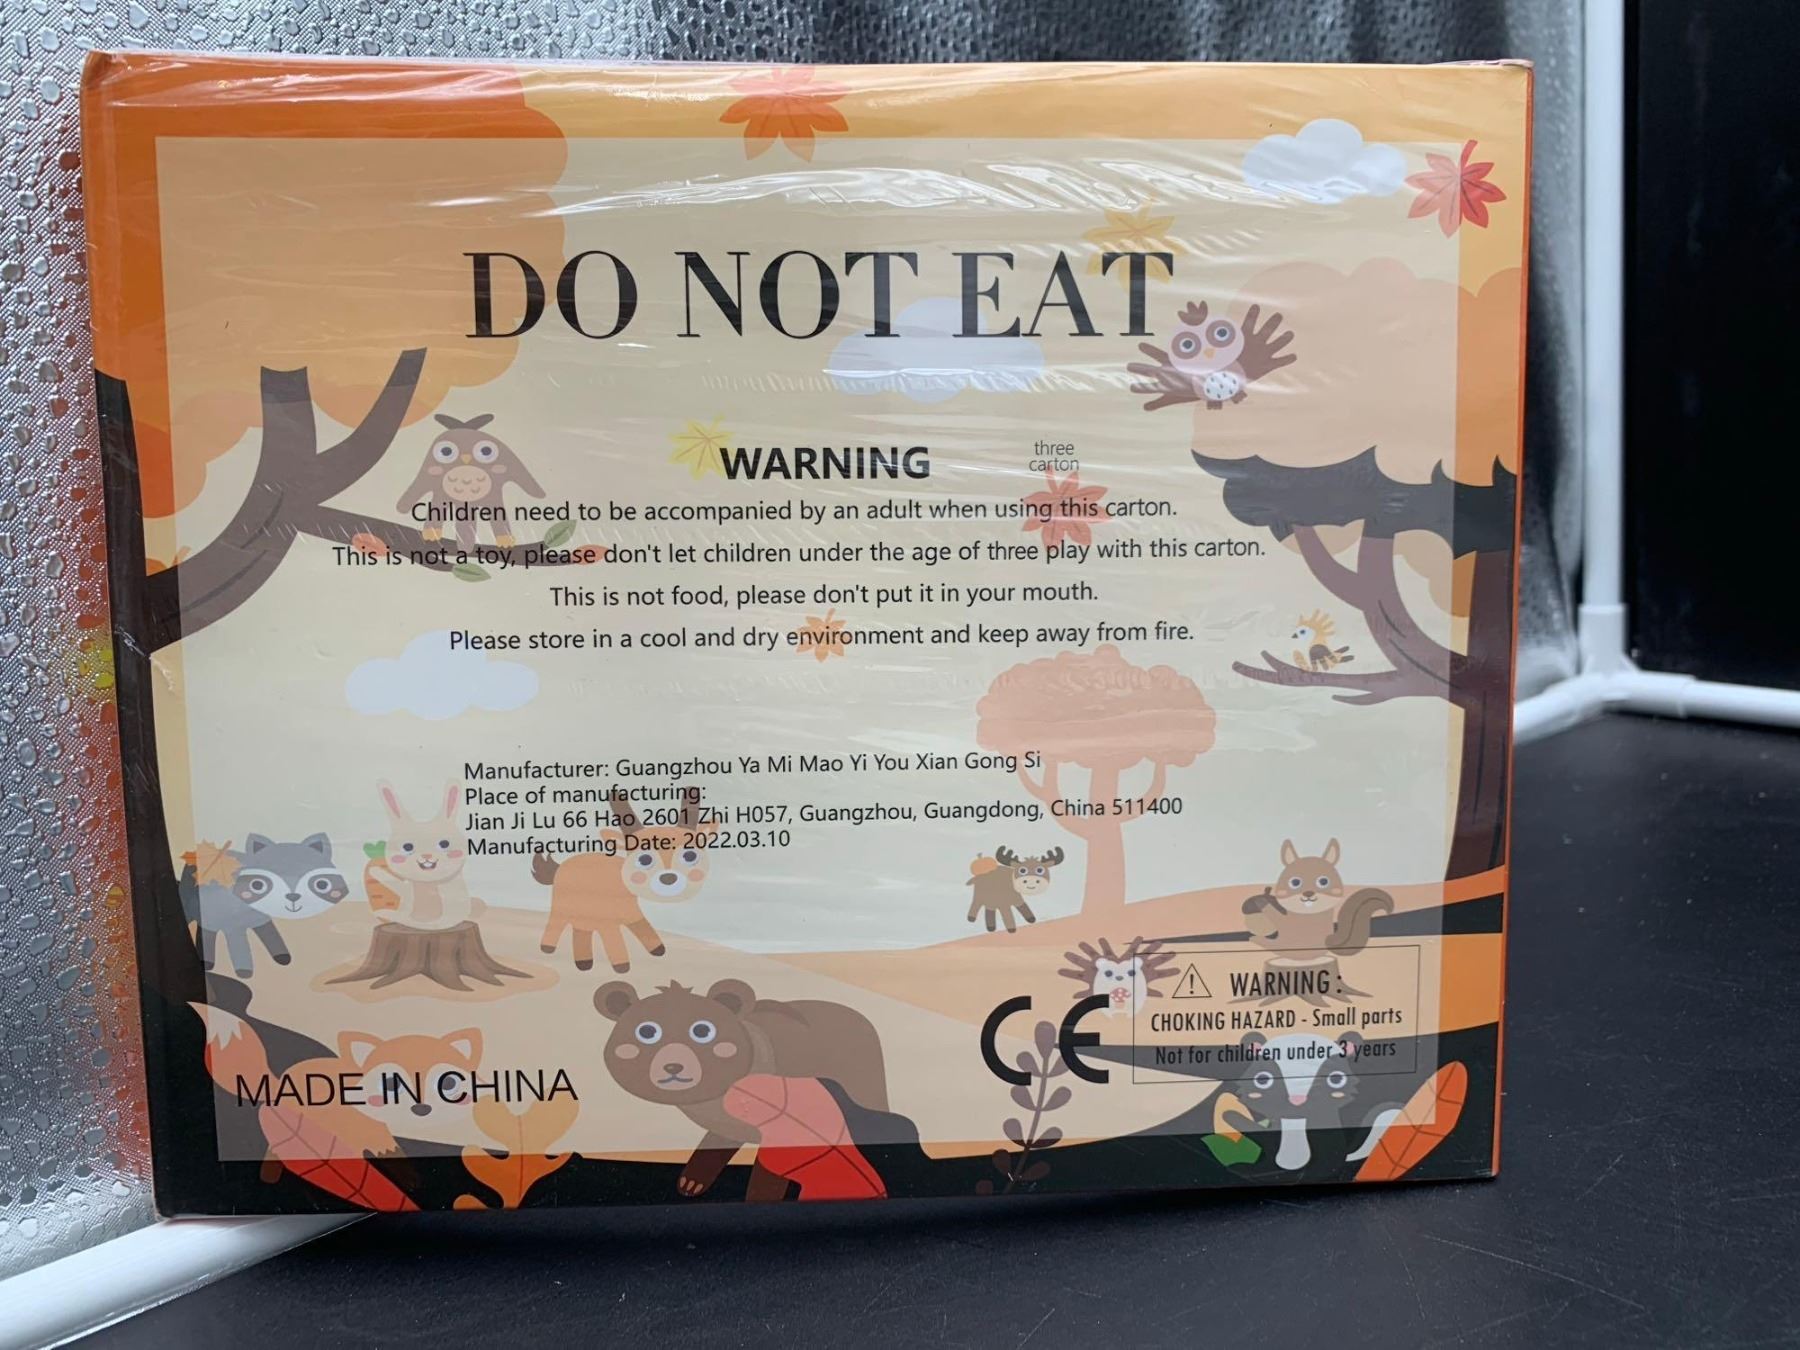 DO NOT EAT
WARNING
three
carton
Children need to be accompanied by an adult when using this carton.
This is not a toy, please don't let children under the age of three play with this carton.
This is not food, please don't put it in your mouth.
Please store in a cool and dry environment and keep away from fire.
Manufacturer: Guangzhou Ya Mi Mao Yi You Xian Gong Si
Place of manufacturing:
Jian Ji Lu 66 Hao 2601 Zhi H057, Guangzhou, Guangdong, China 511400
Manufacturing Date: 2022.03.10
MADE IN CHINA
CE
WARNING:
CHOKING HAZARD - Small parts
Not for children under 3 years